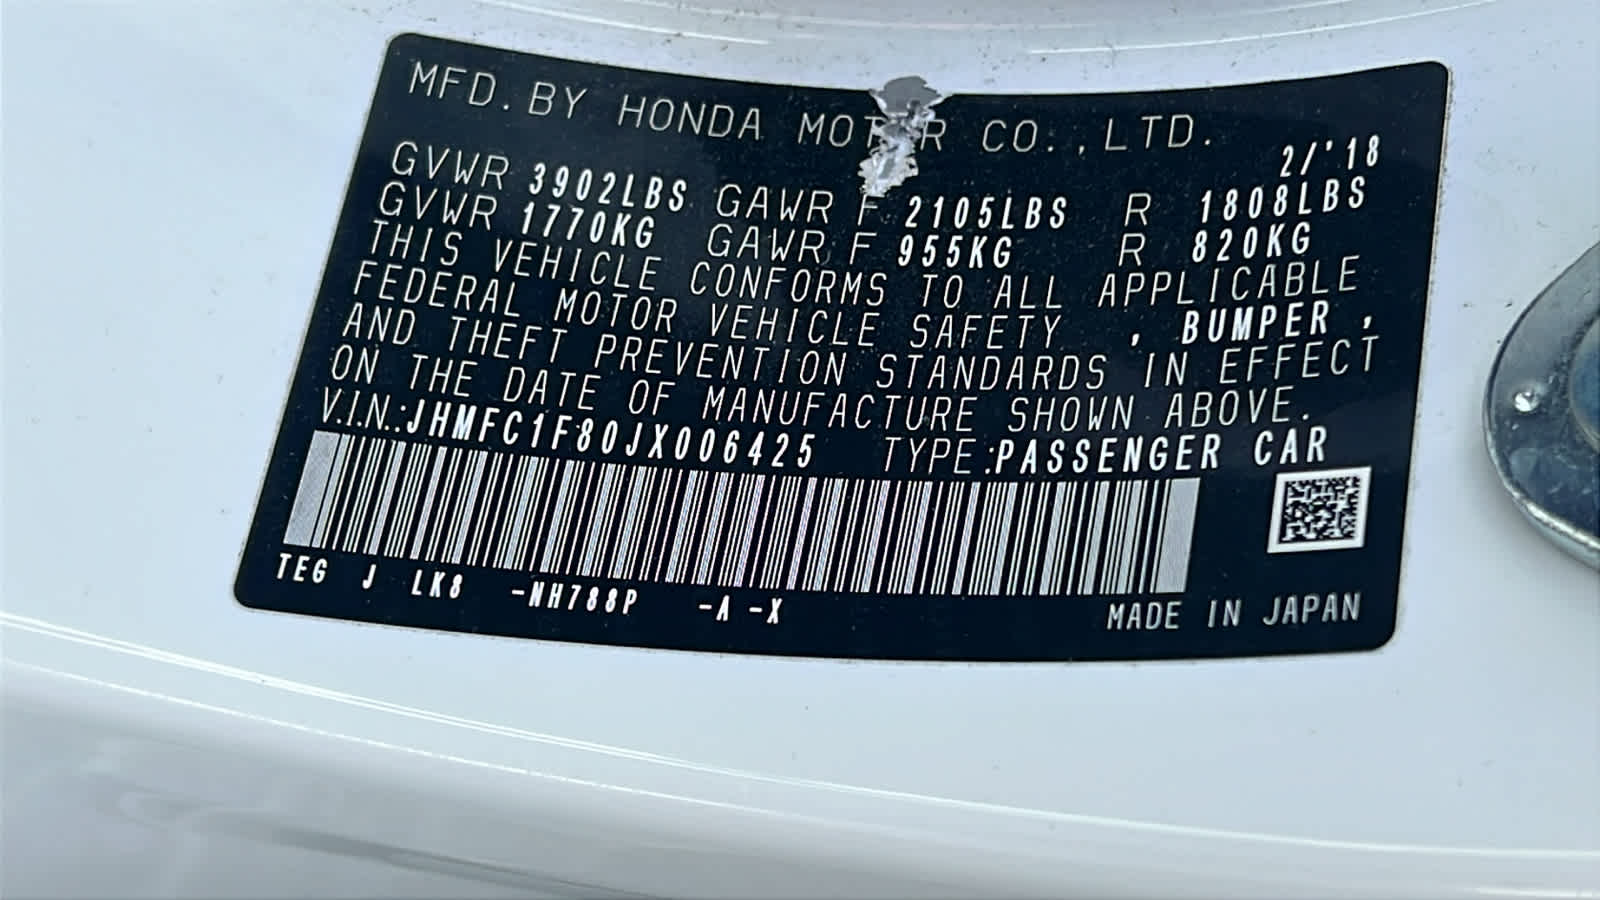 MFD. BY HONDA MOTOR CO., LTD.
2/'18
GVWR 3902LBS GAWR F 2105LBS R 1808LBS
GVWR 1770KG GAWR F 955KG R 820KG
THIS VEHICLE CONFORMS TO ALL APPLICABLE
FEDERAL MOTOR VEHICLE SAFETY , BUMPER ,
AND THEFT PREVENTION STANDARDS IN EFFECT
ON THE DATE OF MANUFACTURE SHOWN ABOVE.
V.I.N.:JHMFC1F80JX006425 TYPE:PASSENGER CAR
TEG J LK8 -NH788P -A -X
MADE IN JAPAN